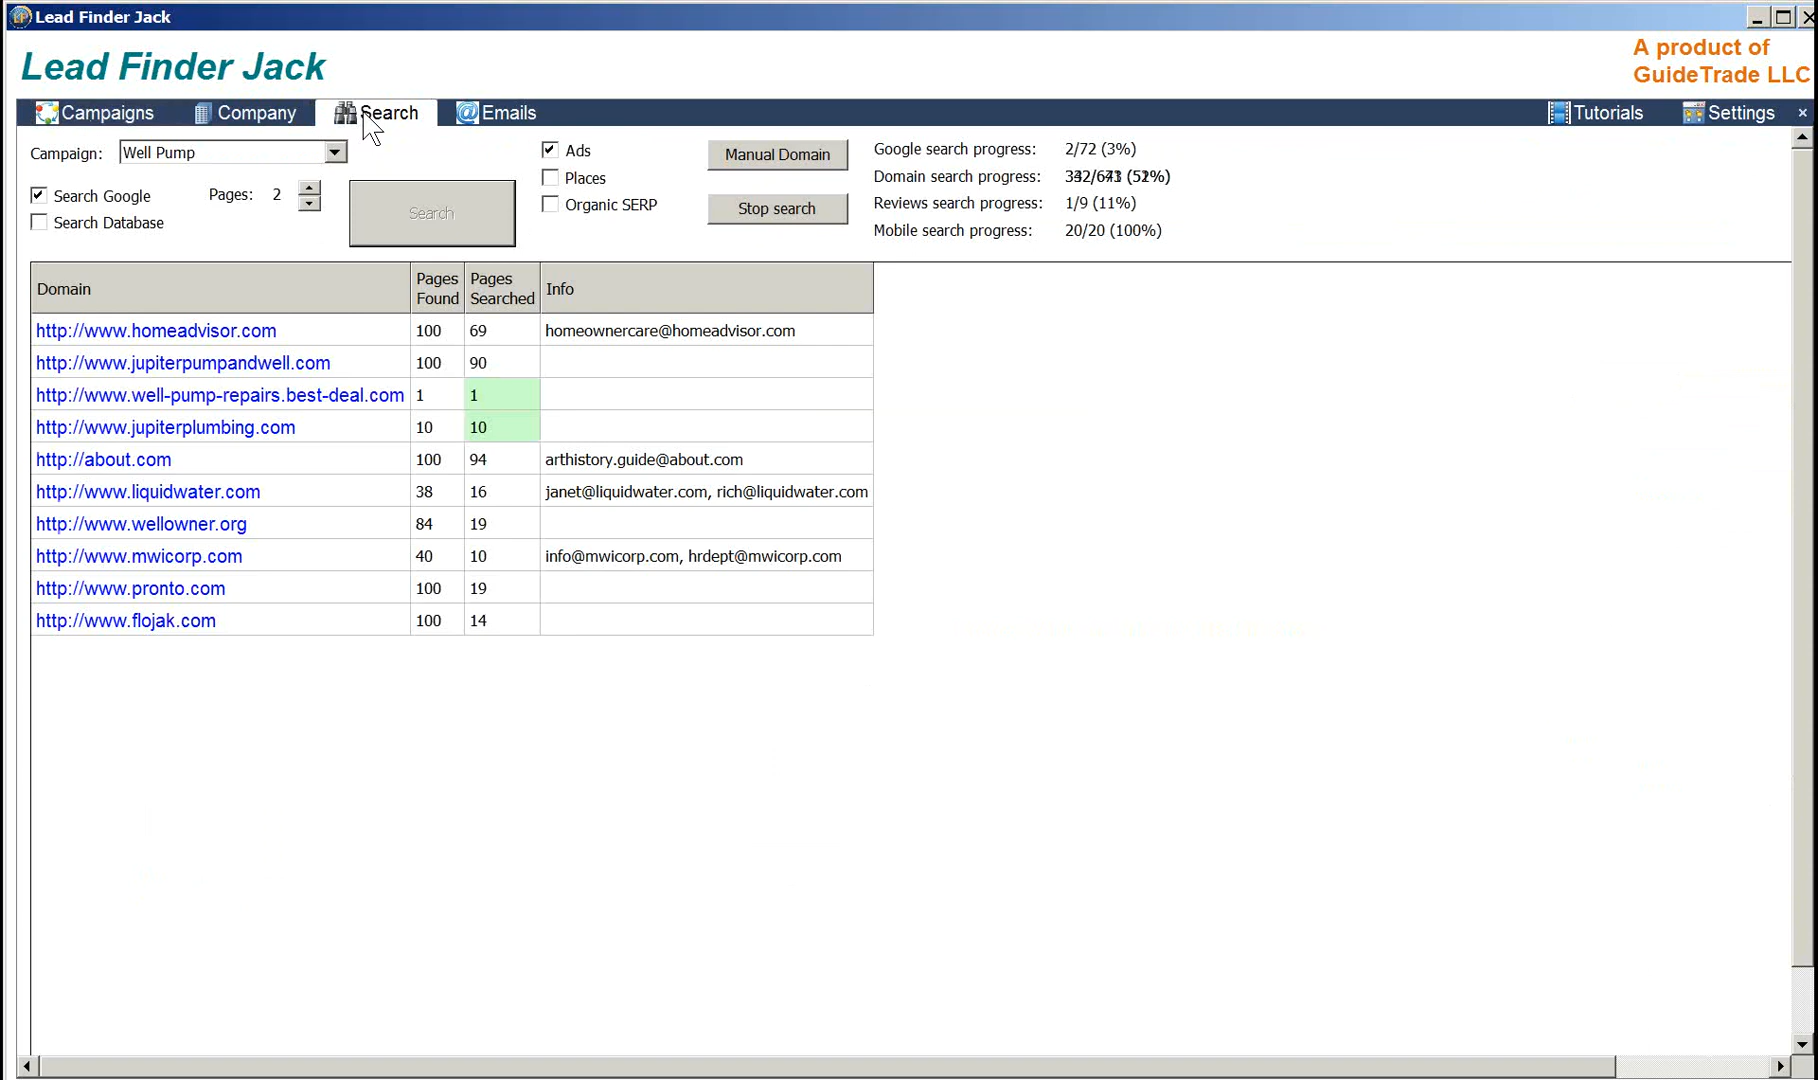 Lead Finder Jack
Lead Finder Jack
A product of
GuideTrade LLC
Campaigns Company Search Emails Tutorials Settings
Campaign: Well Pump
Search Google Pages: 2
Search Database
Search
Ads
Places
Organic SERP
Manual Domain
Stop search
Google search progress: 2/72 (3%)
Domain search progress:
Reviews search progress: 1/9 (11%)
Mobile search progress: 20/20 (100%)
Domain Pages Found Pages Searched Info
http://www.homeadvisor.com 100 69 homeownercare@homeadvisor.com
http://www.jupiterpumpandwell.com 100 90
http://www.well-pump-repairs.best-deal.com 1 1
http://www.jupiterplumbing.com 10 10
http://about.com 100 94 arthistory.guide@about.com
http://www.liquidwater.com 38 16 janet@liquidwater.com, rich@liquidwater.com
http://www.wellowner.org 84 19
http://www.mwicorp.com 40 10 info@mwicorp.com, hrdept@mwicorp.com
http://www.pronto.com 100 19
http://www.flojak.com 100 14